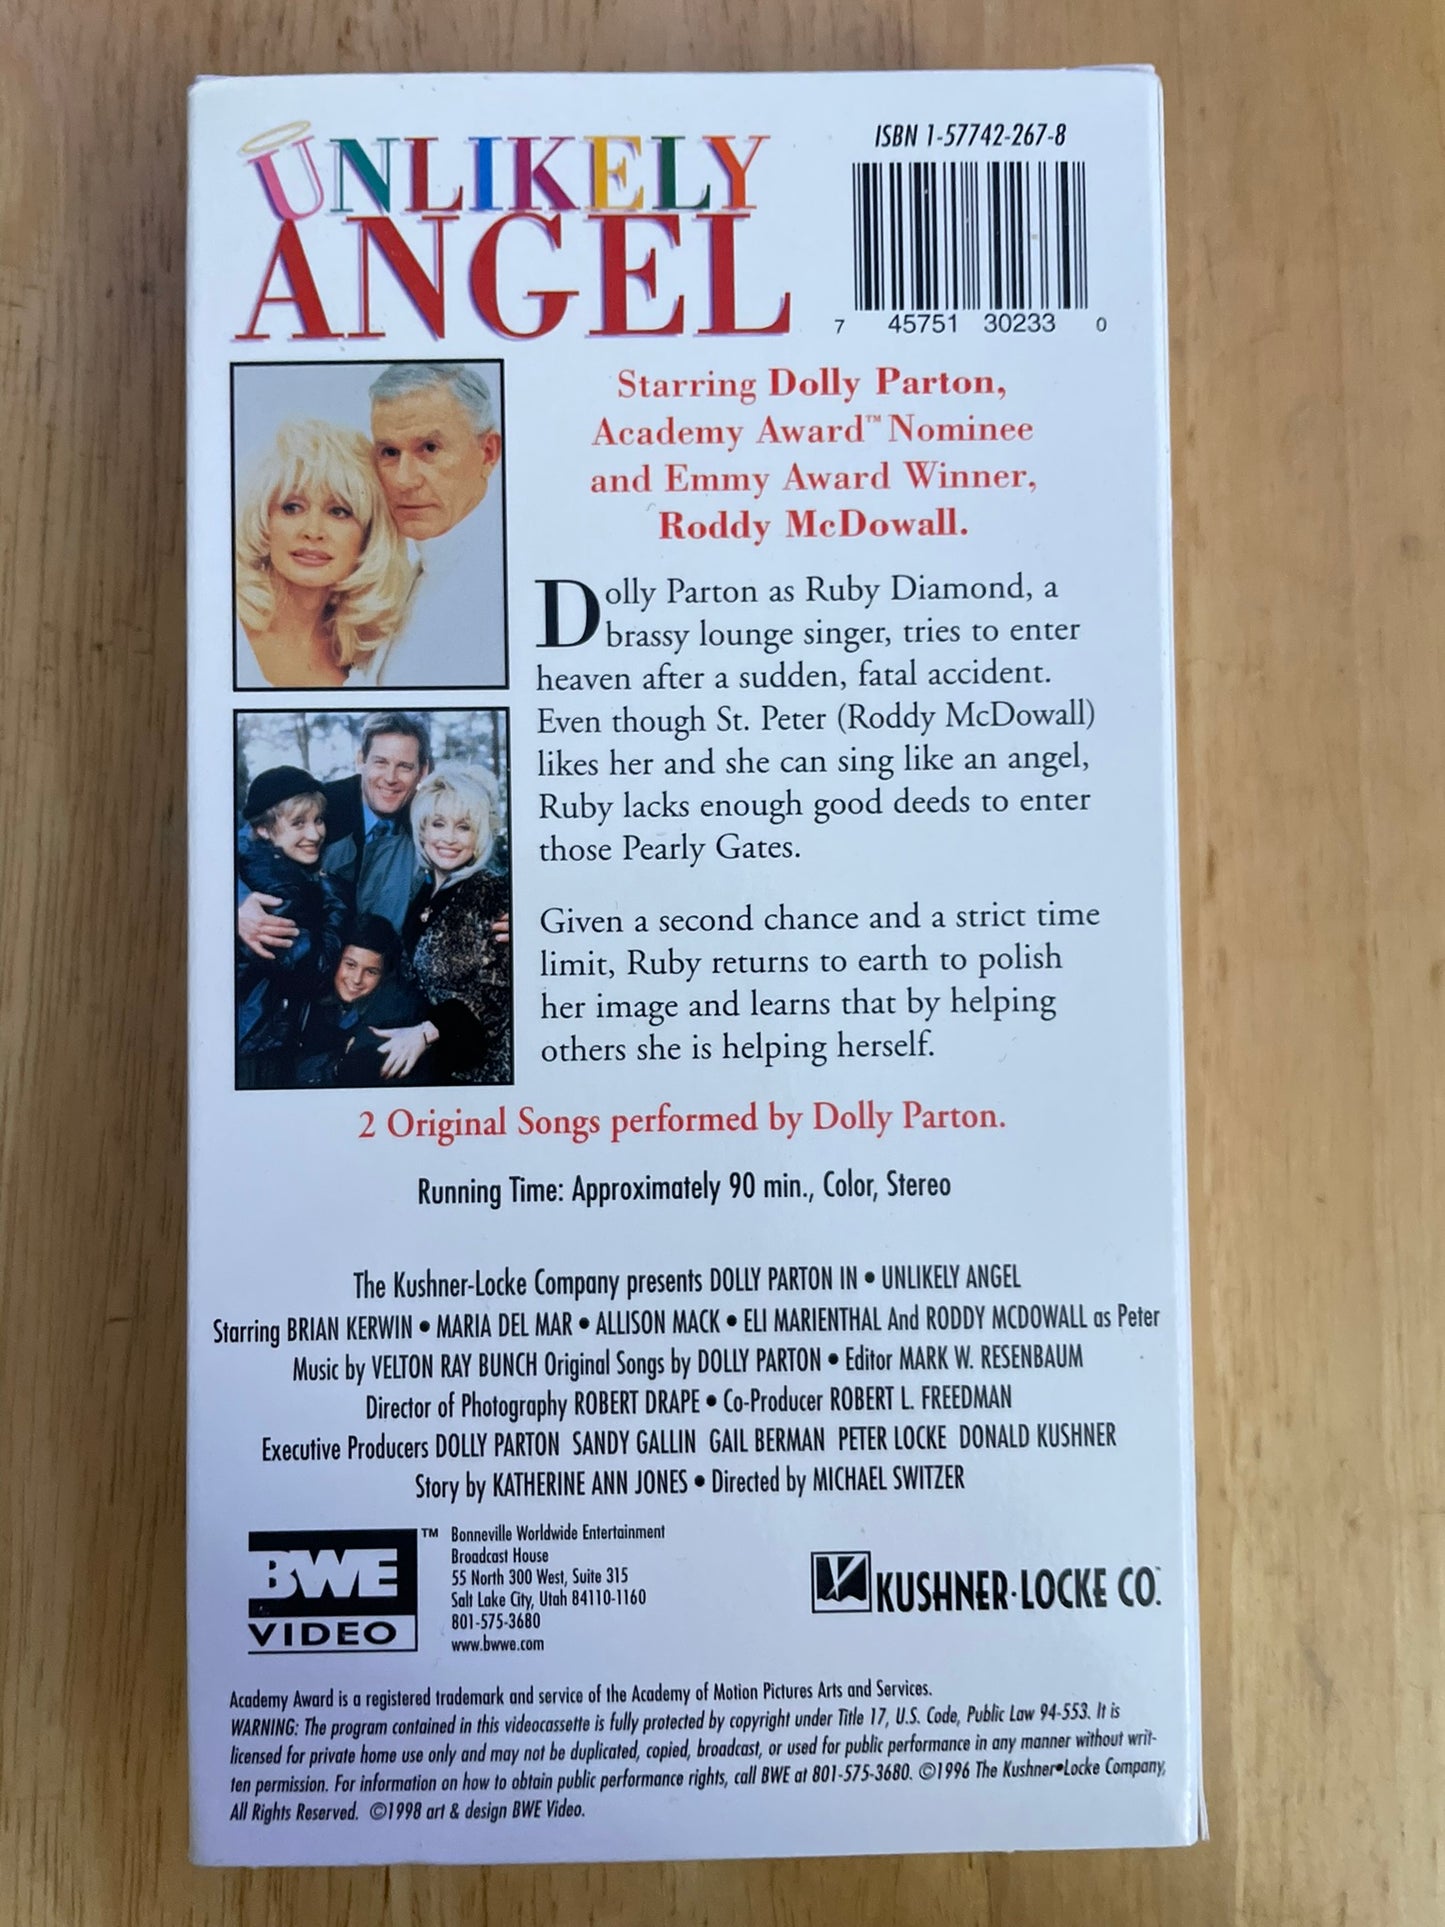 UNLIKELY
ANGEL
ISBN 1-57742-267-8
7 45751 30233 0
Starring Dolly Parton,
Academy Award™ Nominee
and Emmy Award Winner,
Roddy McDowall.
Dolly Parton as Ruby Diamond, a
brassy lounge singer, tries to enter
heaven after a sudden, fatal accident.
Even though St. Peter (Roddy McDowall)
likes her and she can sing like an angel,
Ruby lacks enough good deeds to enter
those Pearly Gates.
Given a second chance and a strict time
limit, Ruby returns to earth to polish
her image and learns that by helping
others she is helping herself.
2 Original Songs performed by Dolly Parton.
Running Time: Approximately 90 min., Color, Stereo
The Kushner-Locke Company presents DOLLY PARTON IN • UNLIKELY ANGEL
Starring BRIAN KERWIN • MARIA DEL MAR • ALLISON MACK • ELI MARIENTHAL And RODDY MCDOWALL as Peter
Music by VELTON RAY BUNCH Original Songs by DOLLY PARTON • Editor MARK W. RESENBAUM
Director of Photography ROBERT DRAPE • Co-Producer ROBERT L. FREEDMAN
Executive Producers DOLLY PARTON SANDY GALLIN GAIL BERMAN PETER LOCKE DONALD KUSHNER
Story by KATHERINE ANN JONES • Directed by MICHAEL SWITZER
BWE™
VIDEO
Bonneville Worldwide Entertainment
Broadcast House
55 North 300 West, Suite 315
Salt Lake City, Utah 84110-1160
801-575-3680
www.bwwe.com
KUSHNER·LOCKE CO.™
Academy Award is a registered trademark and service of the Academy of Motion Pictures Arts and Services.
WARNING: The program contained in this videocassette is fully protected by copyright under Title 17, U.S. Code, Public Law 94-553. It is
licensed for private home use only and may not be duplicated, copied, broadcast, or used for public performance in any manner without writ-
ten permission. For information on how to obtain public performance rights, call BWE at 801-575-3680. ©1996 The Kushner•Locke Company,
All Rights Reserved. ©1998 art & design BWE Video.